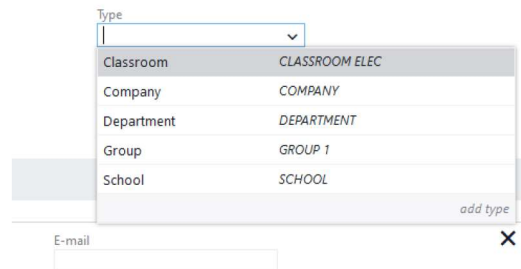 Type
Classroom CLASSROOM ELEC
Company COMPANY
Department DEPARTMENT
Group GROUP 1
School SCHOOL
add type
E-mail